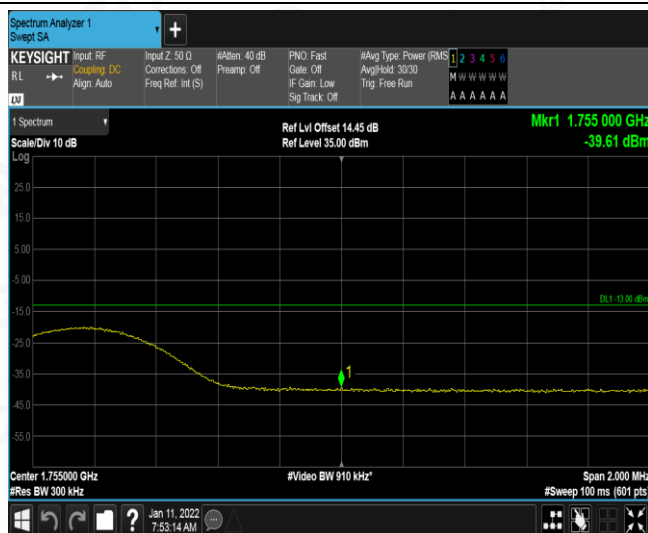 Spectrum Analyzer 1
Swept SA
+
KEYSIGHT Input: RF Input Z: 50 Ω #Atten: 40 dB PNO: Fast #Avg Type: Power (RMS 1 2 3 4 5 6
RL Coupling: DC Corrections: Off Preamp: Off Gate: Off Avg|Hold: 30/30 M W W W W W
Align: Auto Freq Ref: Int (S) IF Gain: Low Trig: Free Run
Sig Track: Off A A A A A A
1 Spectrum Ref Lvl Offset 14.45 dB Mkr1 1.755 000 GHz
Scale/Div 10 dB Ref Level 35.00 dBm -39.61 dBm
Log
25.0
15.0
5.00
-5.00
DL1 -13.00 dBm
-15.0
-25.0
-35.0
1
-45.0
-55.0
Center 1.755000 GHz #Video BW 910 kHz* Span 2.000 MHz
#Res BW 300 kHz #Sweep 100 ms (601 pts)
? Jan 11, 2022
7:53:14 AM